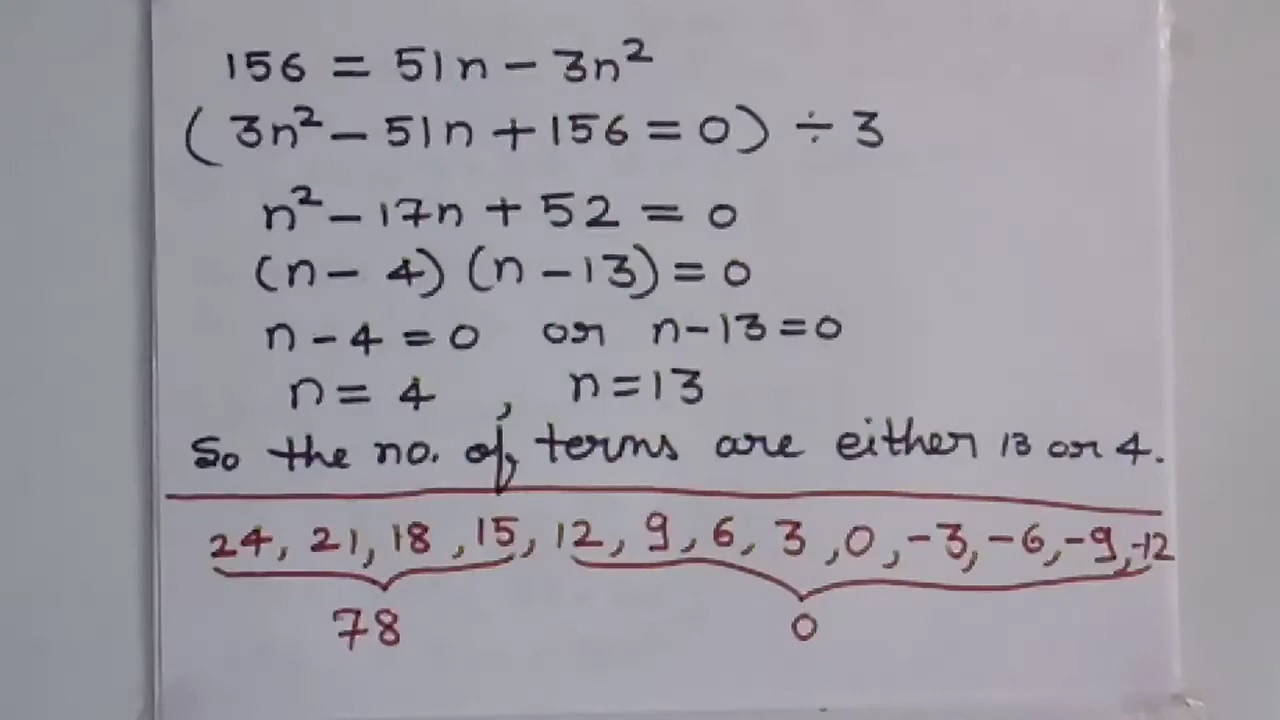 156 = 51n - 3n²
(3n² - 51n + 156 = 0) ÷ 3
n² - 17n + 52 = 0
(n - 4) (n - 13) = 0
n - 4 = 0 or n - 13 = 0
n = 4 , n = 13
So the no. of terms are either 13 or 4.
24, 21, 18, 15, 12, 9, 6, 3, 0, -3, -6, -9, -12
78 0